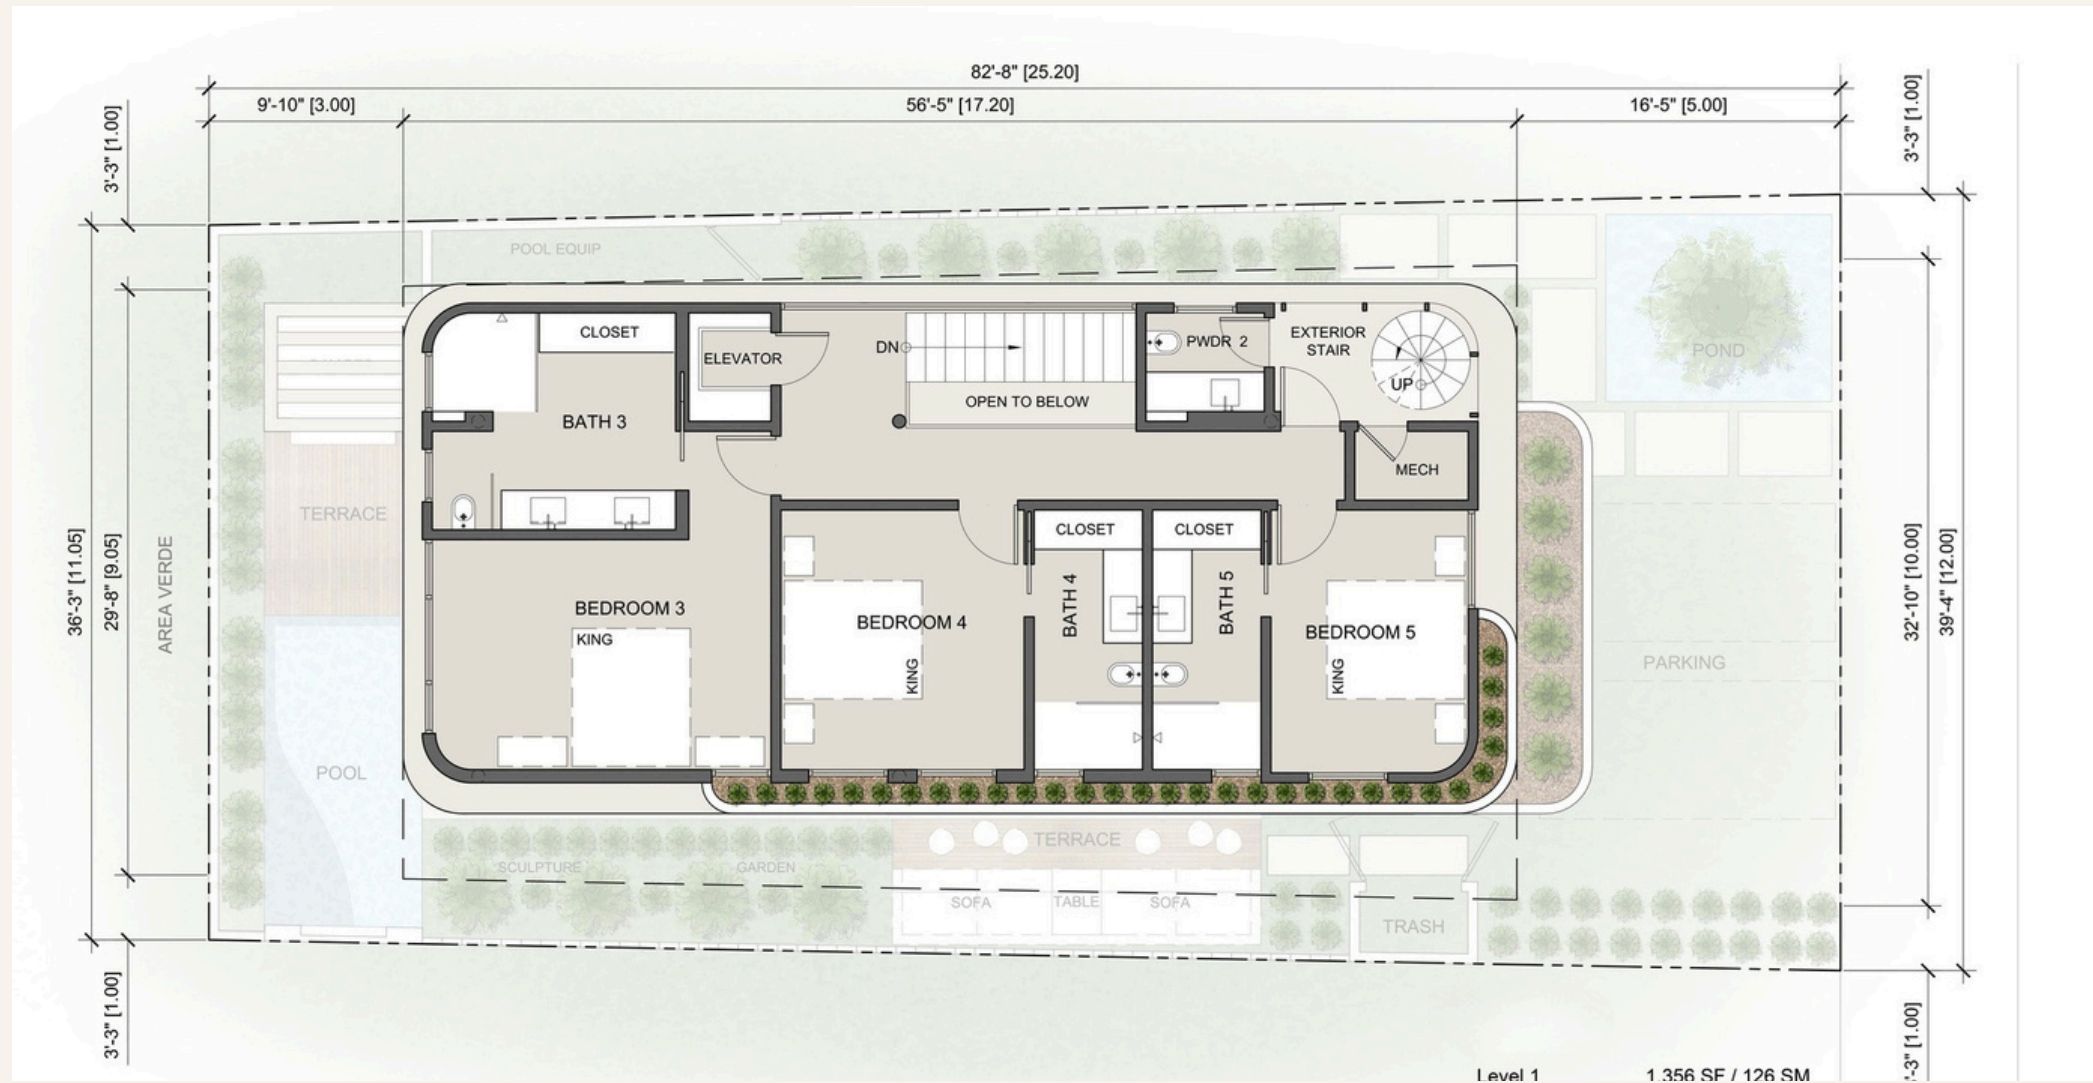 82'-8" [25.20]
9'-10" [3.00]
56'-5" [17.20]
16'-5" [5.00]
3'-3" [1.00]
3'-3" [1.00]
POOL EQUIP
CLOSET
ELEVATOR
DN
PWDR 2
EXTERIOR
STAIR
UP
POND
OPEN TO BELOW
BATH 3
MECH
TERRACE
CLOSET
CLOSET
36'-3" [11.05]
29'-8" [9.05]
AREA VERDE
BEDROOM 3
KING
BEDROOM 4
KING
BATH 4
BATH 5
BEDROOM 5
KING
PARKING
32'-10" [10.00]
39'-4" [12.00]
POOL
TERRACE
SCULPTURE
GARDEN
SOFA
TABLE
SOFA
TRASH
3'-3" [1.00]
-3" [1.00]
Level 1
1,356 SF / 126 SM